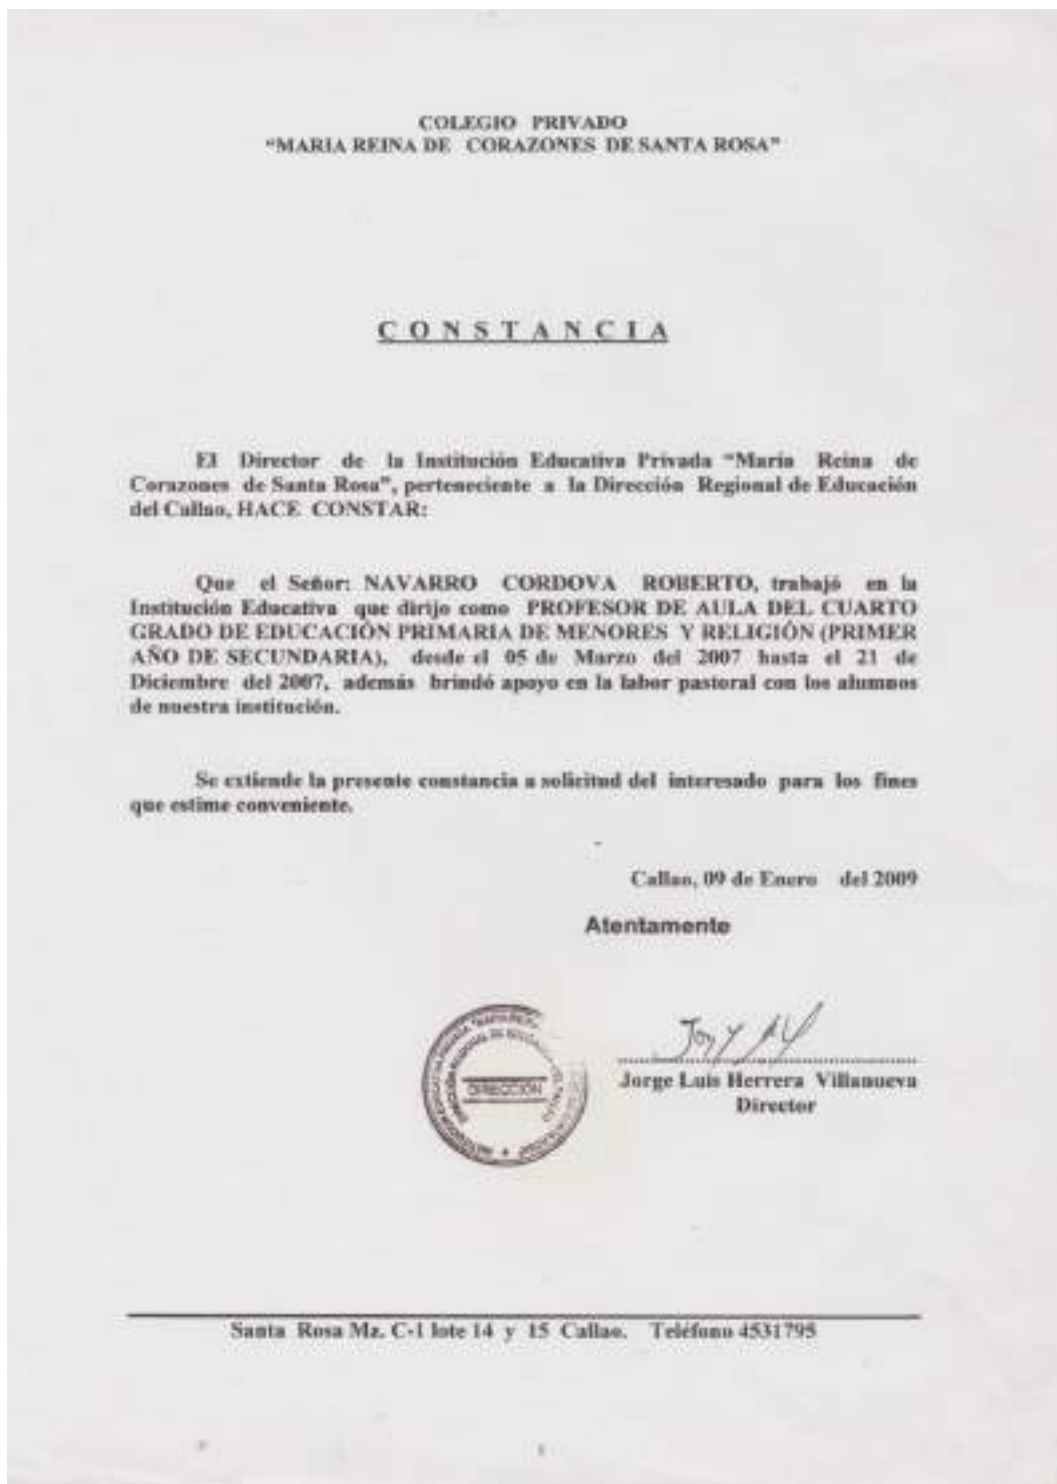 COLEGIO PRIVADO
“MARIA REINA DE CORAZONES DE SANTA ROSA”
CONSTANCIA
El Director de la Institución Educativa Privada “María Reina de
Corazones de Santa Rosa”, perteneciente a la Dirección Regional de Educación
del Callao, HACE CONSTAR:
Que el Señor: NAVARRO CORDOVA ROBERTO, trabajó en la
Institución Educativa que dirijo como PROFESOR DE AULA DEL CUARTO
GRADO DE EDUCACIÓN PRIMARIA DE MENORES Y RELIGIÓN (PRIMER
AÑO DE SECUNDARIA), desde el 05 de Marzo del 2007 hasta el 21 de
Diciembre del 2007, además brindó apoyo en la labor pastoral con los alumnos
de nuestra institución.
Se extiende la presente constancia a solicitud del interesado para los fines
que estime conveniente.
Callao, 09 de Enero del 2009
Atentamente
DIRECCIÓN REGIONAL DE
DIRECCION
Jorge Luis Herrera Villanueva
Director
Santa Rosa Mz. C-1 lote 14 y 15 Callao. Teléfono 4531795